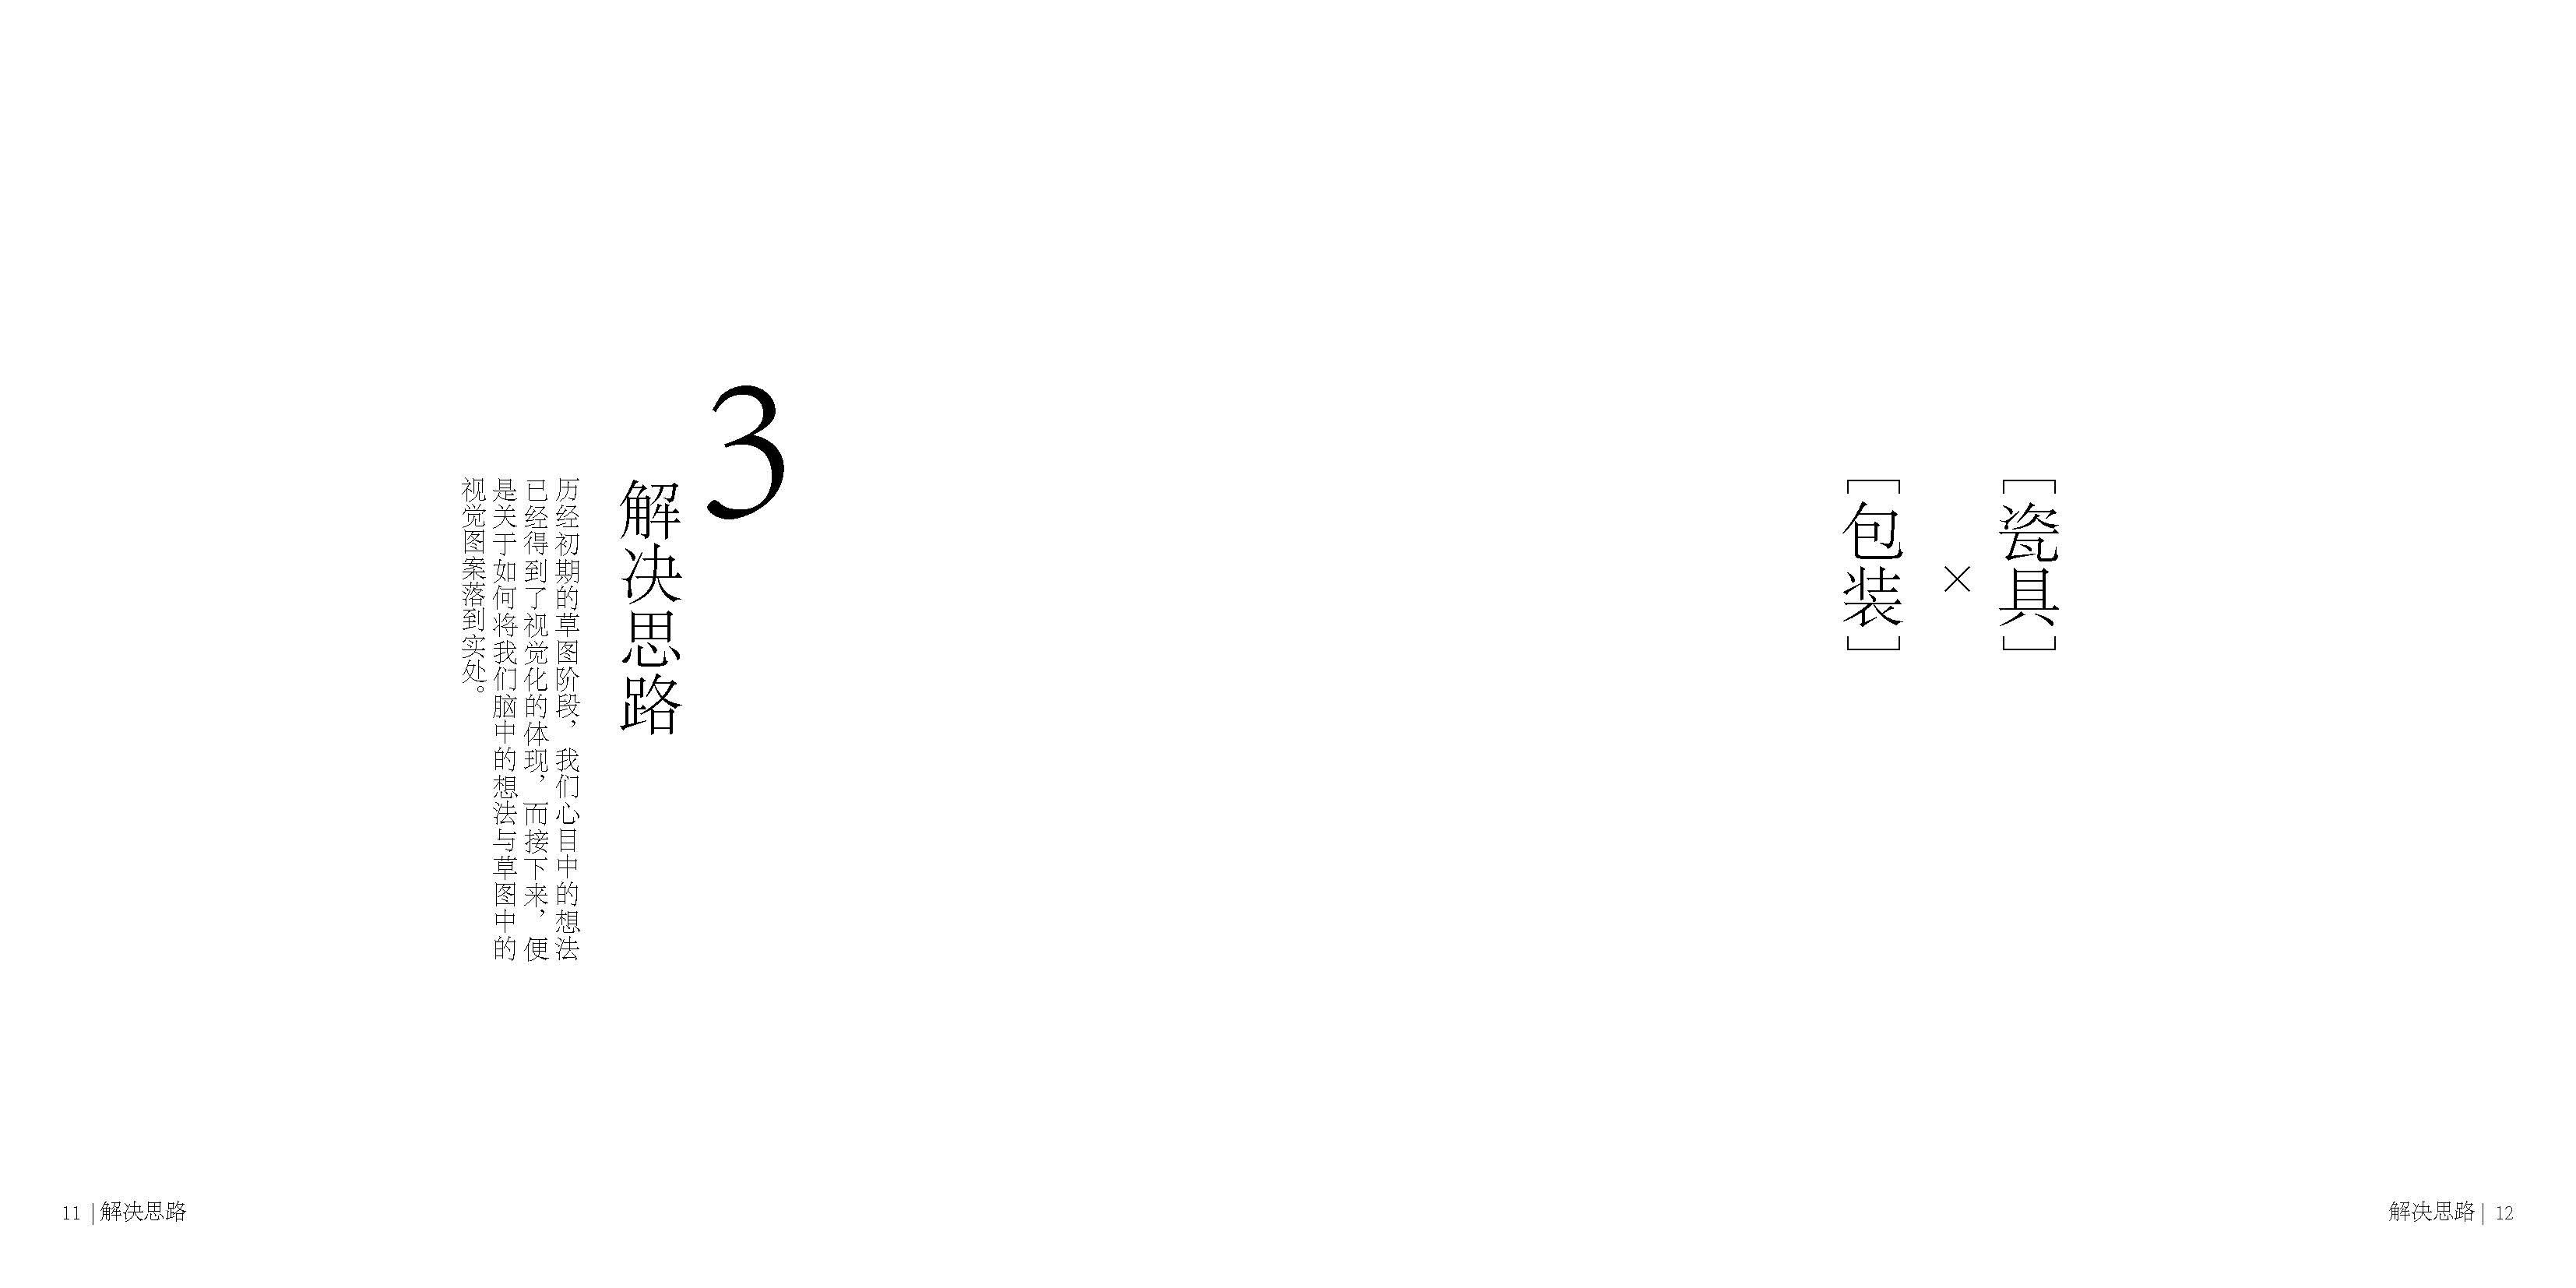 3
解决思路
历经初期的草图阶段，我们心目中的想法
已经得到了视觉化的体现，而接下来，便
是关于如何将我们脑中的想法与草图中的
视觉图案落到实处。
[瓷具]
×
[包装]
11 | 解决思路
解决思路 | 12